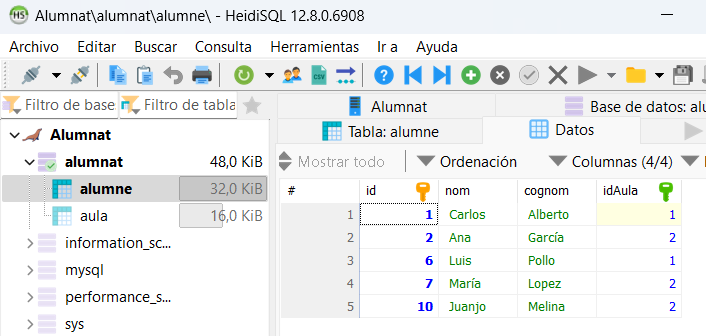 Alumnat\alumnat\alumne\ - HeidiSQL 12.8.0.6908
Archivo Editar Buscar Consulta Herramientas Ir a Ayuda
Filtro de base Filtro de tabla
Alumnat Base de datos: alu
Tabla: alumne Datos
Mostrar todo Ordenación Columnas (4/4)
Alumnat
alumnat 48,0 KiB
alumne 32,0 KiB
aula 16,0 KiB
information_sc...
mysql
performance_s...
sys
# id nom cognom idAula
1 1 Carlos Alberto 1
2 2 Ana García 2
3 6 Luis Pollo 1
4 7 María Lopez 2
5 10 Juanjo Melina 2